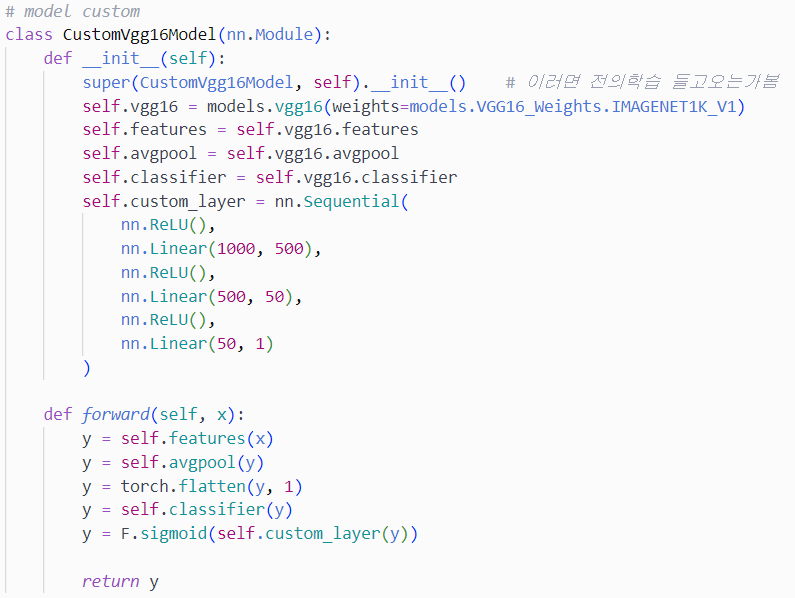 # model custom
class CustomVgg16Model(nn.Module):
    def __init__(self):
        super(CustomVgg16Model, self).__init__()    # 이러면 전의학습 들고오는가봄
        self.vgg16 = models.vgg16(weights=models.VGG16_Weights.IMAGENET1K_V1)
        self.features = self.vgg16.features
        self.avgpool = self.vgg16.avgpool
        self.classifier = self.vgg16.classifier
        self.custom_layer = nn.Sequential(
            nn.ReLU(),
            nn.Linear(1000, 500),
            nn.ReLU(),
            nn.Linear(500, 50),
            nn.ReLU(),
            nn.Linear(50, 1)
        )
    def forward(self, x):
        y = self.features(x)
        y = self.avgpool(y)
        y = torch.flatten(y, 1)
        y = self.classifier(y)
        y = F.sigmoid(self.custom_layer(y))
        return y